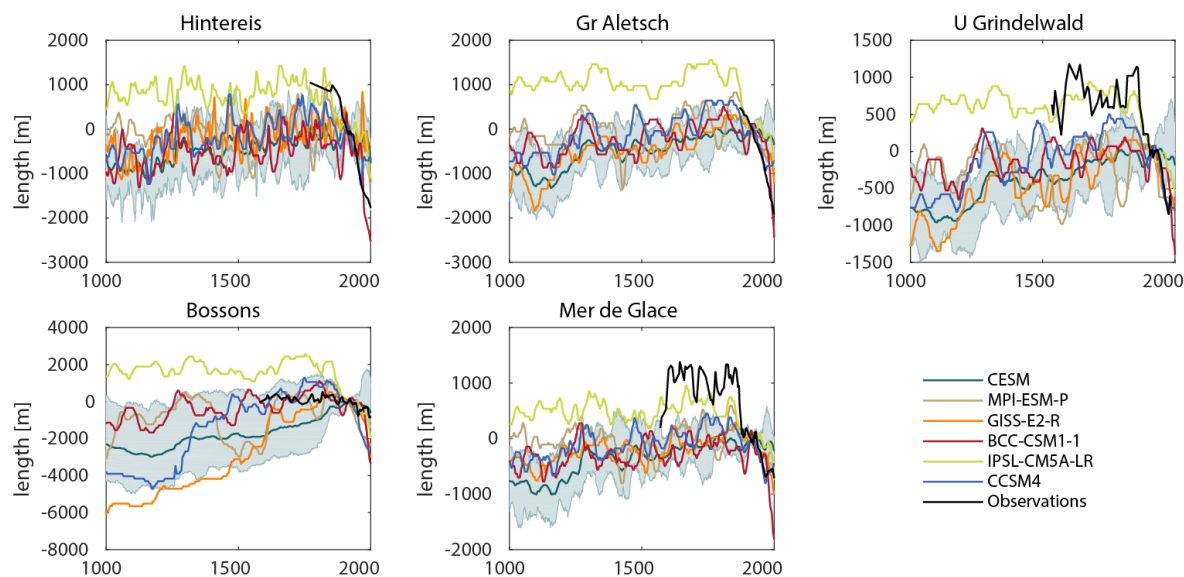 Hintereis
2000
1000
0
-1000
-2000
-3000
length [m]
1000
1500
2000
Gr Aletsch
2000
1000
0
-1000
-2000
-3000
length [m]
1000
1500
2000
U Grindelwald
1500
1000
500
0
-500
-1000
-1500
length [m]
1000
1500
2000
Bossons
4000
2000
0
-2000
-4000
-6000
-8000
length [m]
1000
1500
2000
Mer de Glace
2000
1000
0
-1000
-2000
length [m]
1000
1500
2000
CESM
MPI-ESM-P
GISS-E2-R
BCC-CSM1-1
IPSL-CM5A-LR
CCSM4
Observations